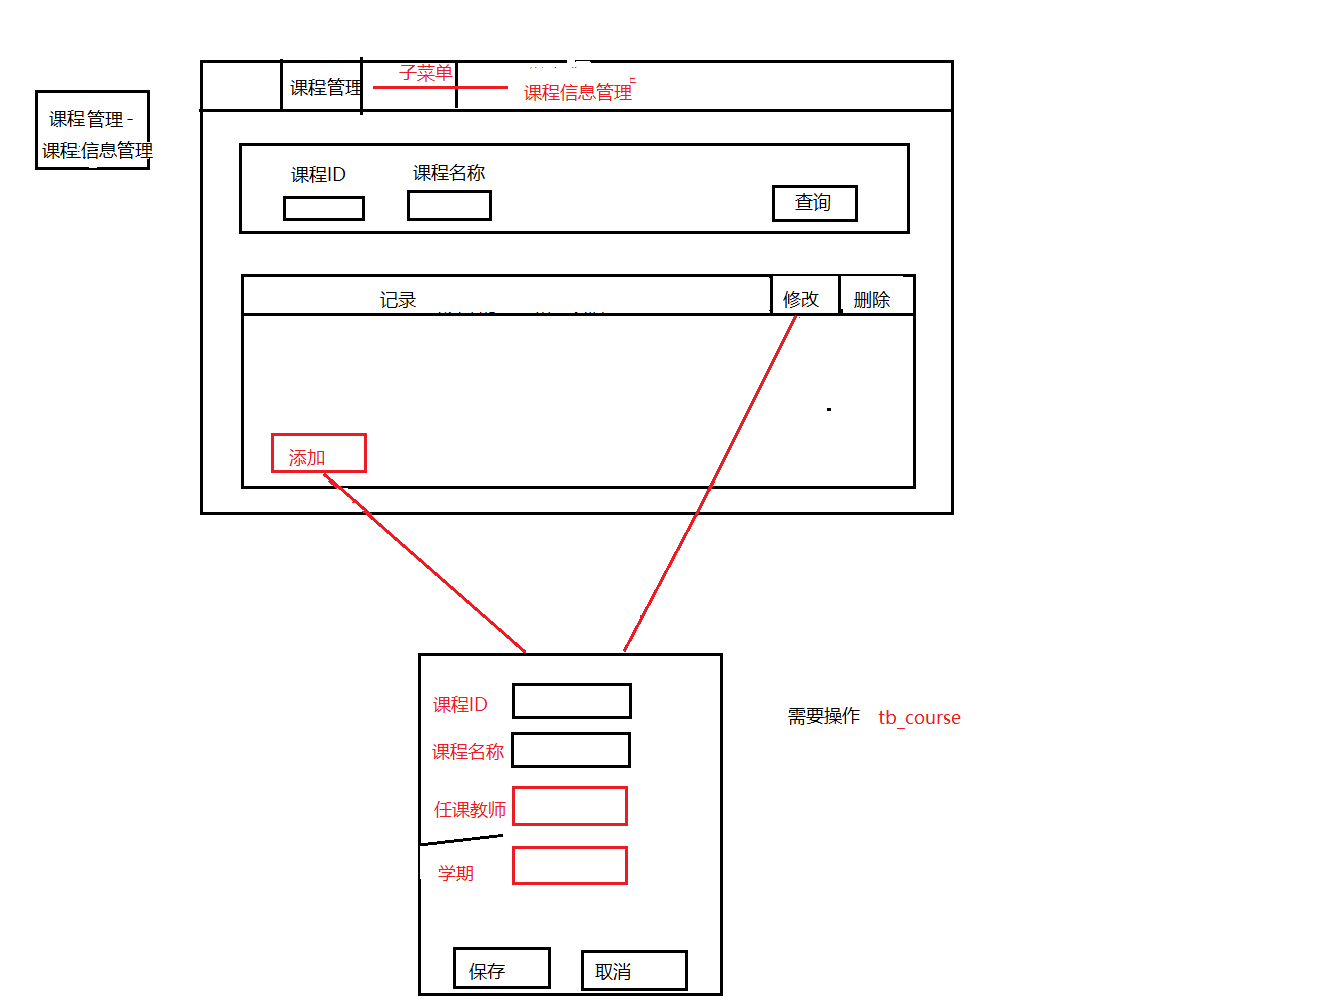 课程管理 子菜单
课程信息管理
课程管理-
课程信息管理
课程ID 课程名称
查询
记录 修改 删除
添加
课程ID
课程名称
任课教师
学期
保存 取消
需要操作 tb_course